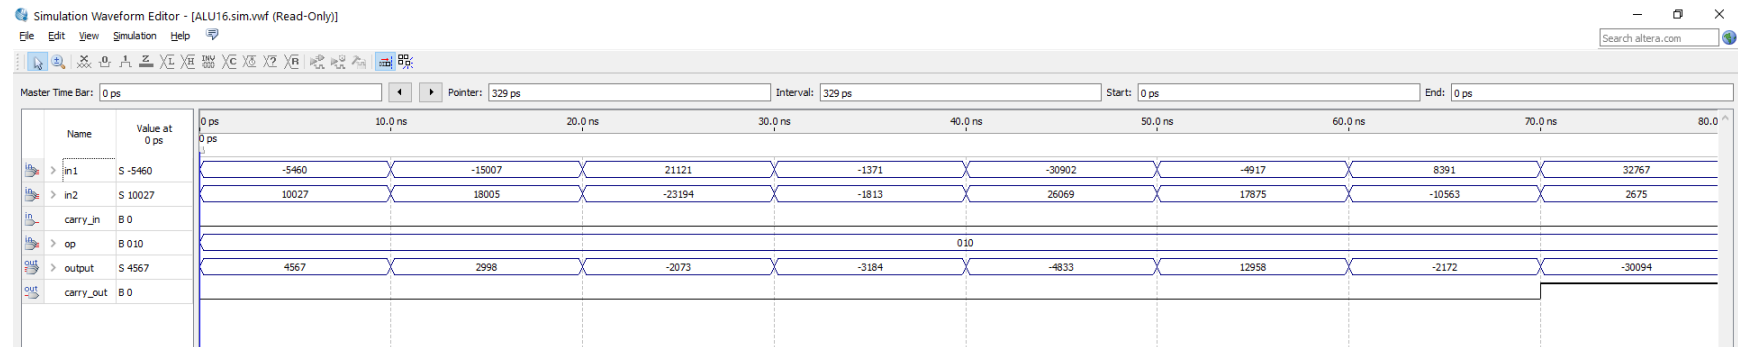 Simulation Waveform Editor - [ALU16.sim.vwf (Read-Only)]
File Edit View Simulation Help
Search altera.com
Master Time Bar: 0 ps Pointer: 329 ps Interval: 329 ps Start: 0 ps End: 0 ps
Name Value at 0 ps
0 ps 10.0 ns 20.0 ns 30.0 ns 40.0 ns 50.0 ns 60.0 ns 70.0 ns 80.0
0 ps
in1 S -5460 -5460 -15007 21121 -1371 -30902 -4917 8391 32767
in2 S 10027 10027 18005 -23194 -1813 26069 17875 -10563 2675
carry_in B 0
op B 010 010
output S 4567 4567 2998 -2073 -3184 -4833 12958 -2172 -30094
carry_out B 0